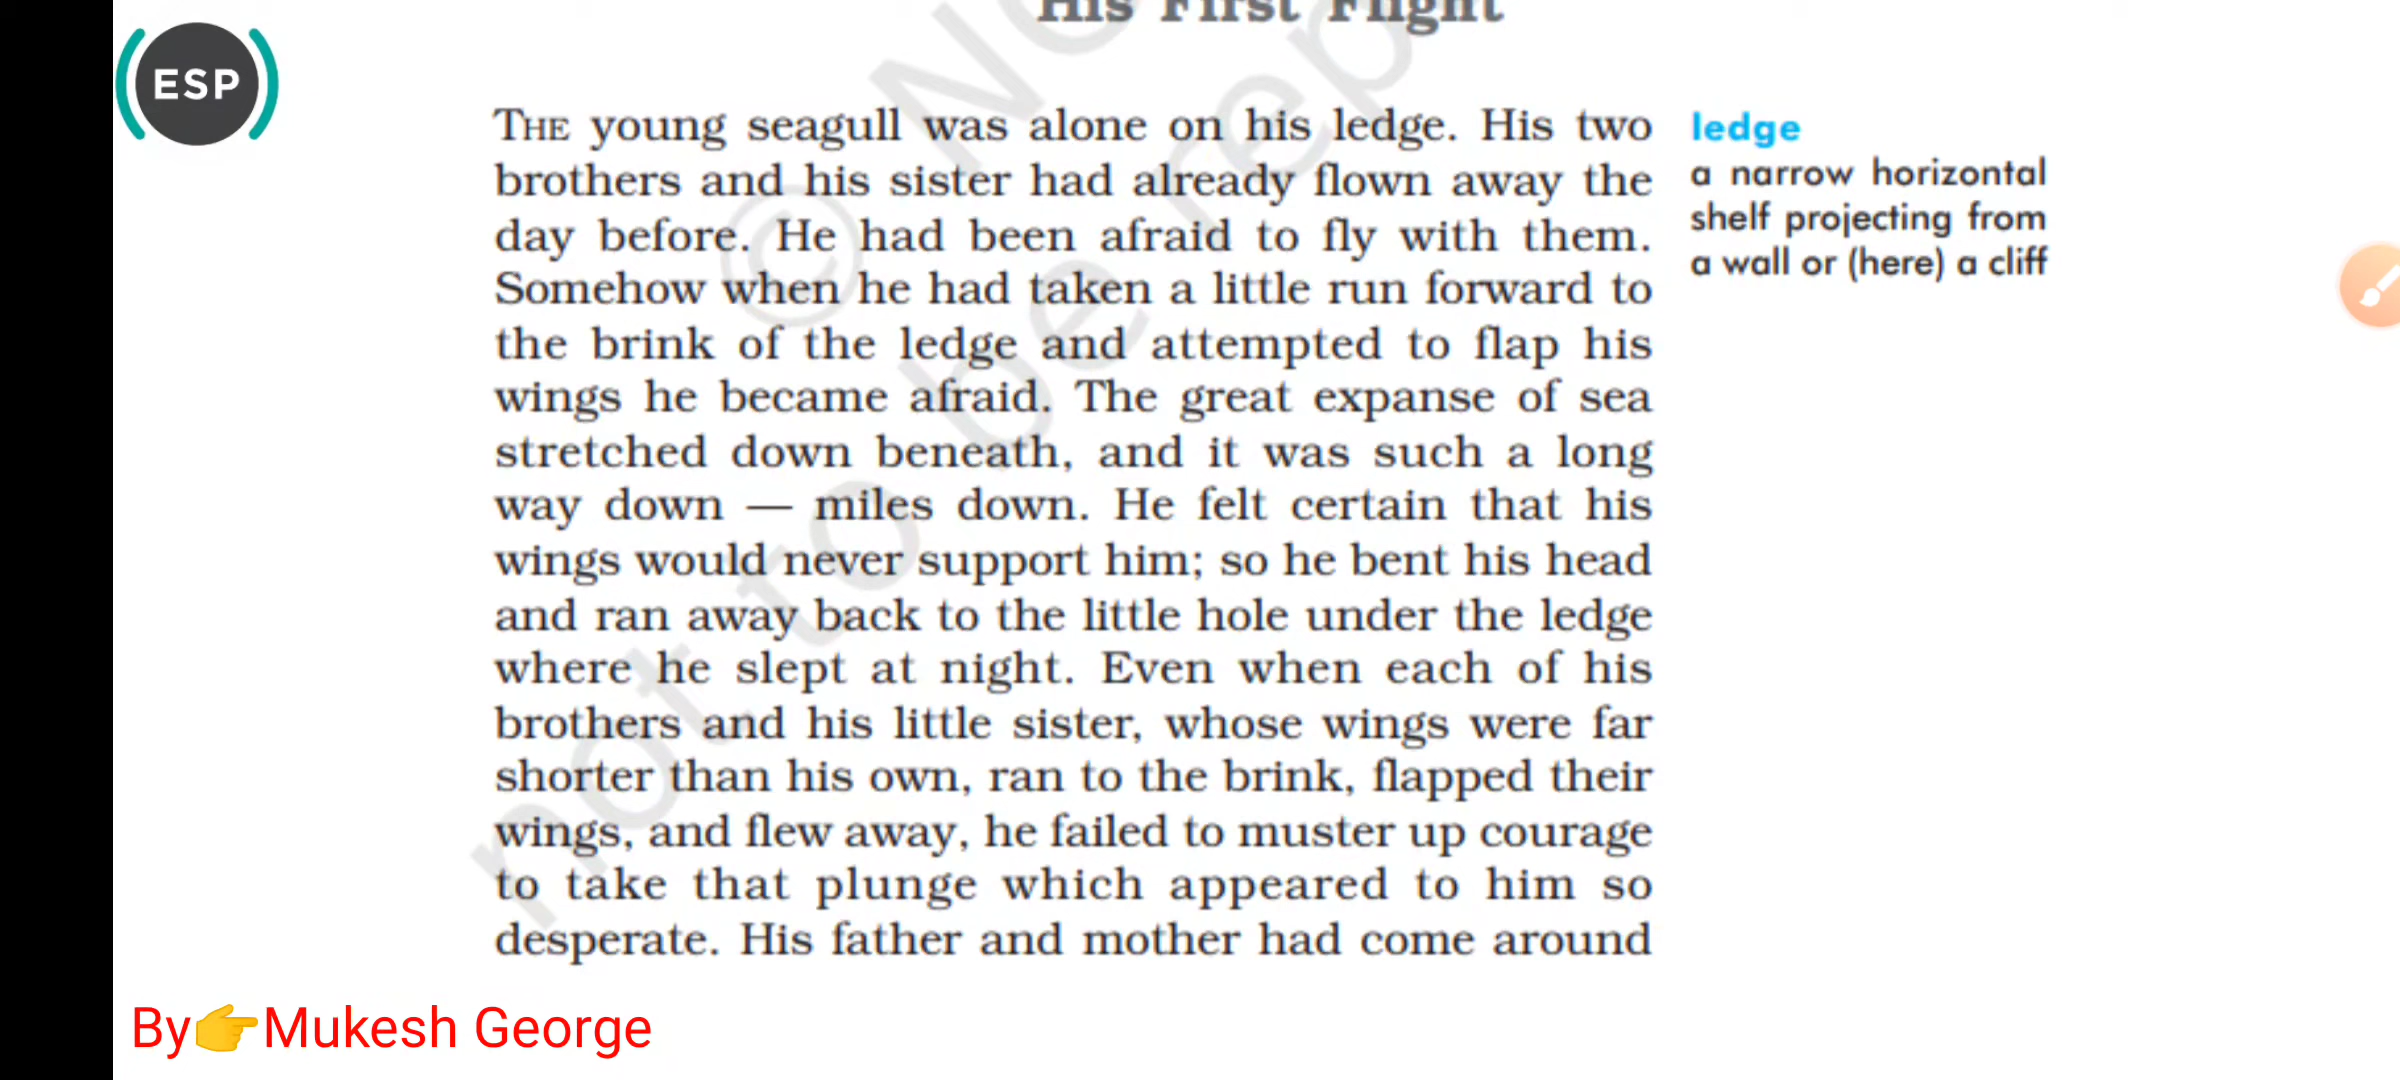 His First Flight
ESP
THE young seagull was alone on his ledge. His two
brothers and his sister had already flown away the
day before. He had been afraid to fly with them.
Somehow when he had taken a little run forward to
the brink of the ledge and attempted to flap his
wings he became afraid. The great expanse of sea
stretched down beneath, and it was such a long
way down — miles down. He felt certain that his
wings would never support him; so he bent his head
and ran away back to the little hole under the ledge
where he slept at night. Even when each of his
brothers and his little sister, whose wings were far
shorter than his own, ran to the brink, flapped their
wings, and flew away, he failed to muster up courage
to take that plunge which appeared to him so
desperate. His father and mother had come around
ledge
a narrow horizontal
shelf projecting from
a wall or (here) a cliff
© 
not to be rep
By👉Mukesh George